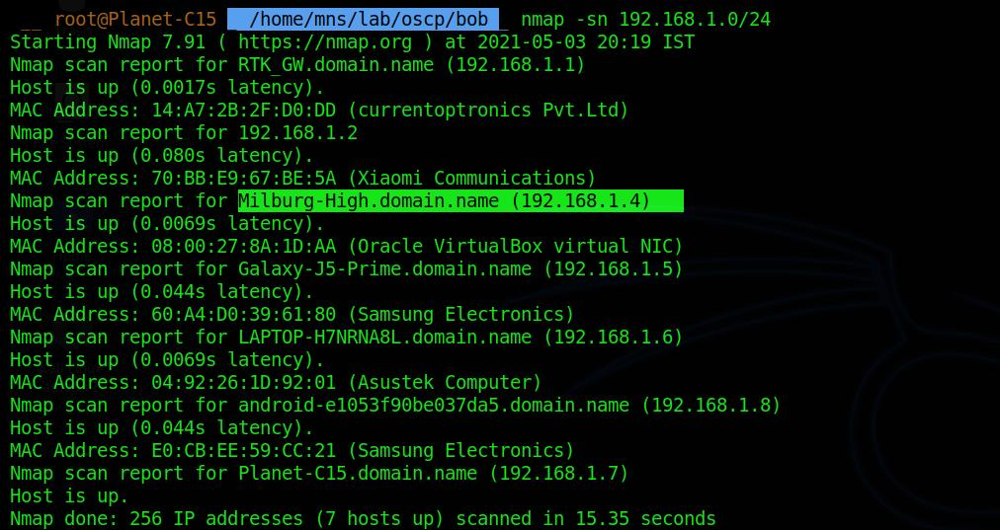 __ root@Planet-C15 _/home/mns/lab/oscp/bob _ nmap -sn 192.168.1.0/24
Starting Nmap 7.91 ( https://nmap.org ) at 2021-05-03 20:19 IST
Nmap scan report for RTK_GW.domain.name (192.168.1.1)
Host is up (0.0017s latency).
MAC Address: 14:A7:2B:2F:D0:DD (currentoptronics Pvt.Ltd)
Nmap scan report for 192.168.1.2
Host is up (0.080s latency).
MAC Address: 70:BB:E9:67:BE:5A (Xiaomi Communications)
Nmap scan report for Milburg-High.domain.name (192.168.1.4)
Host is up (0.0069s latency).
MAC Address: 08:00:27:8A:1D:AA (Oracle VirtualBox virtual NIC)
Nmap scan report for Galaxy-J5-Prime.domain.name (192.168.1.5)
Host is up (0.044s latency).
MAC Address: 60:A4:D0:39:61:80 (Samsung Electronics)
Nmap scan report for LAPTOP-H7NRNA8L.domain.name (192.168.1.6)
Host is up (0.0069s latency).
MAC Address: 04:92:26:1D:92:01 (Asustek Computer)
Nmap scan report for android-e1053f90be037da5.domain.name (192.168.1.8)
Host is up (0.044s latency).
MAC Address: E0:CB:EE:59:CC:21 (Samsung Electronics)
Nmap scan report for Planet-C15.domain.name (192.168.1.7)
Host is up.
Nmap done: 256 IP addresses (7 hosts up) scanned in 15.35 seconds